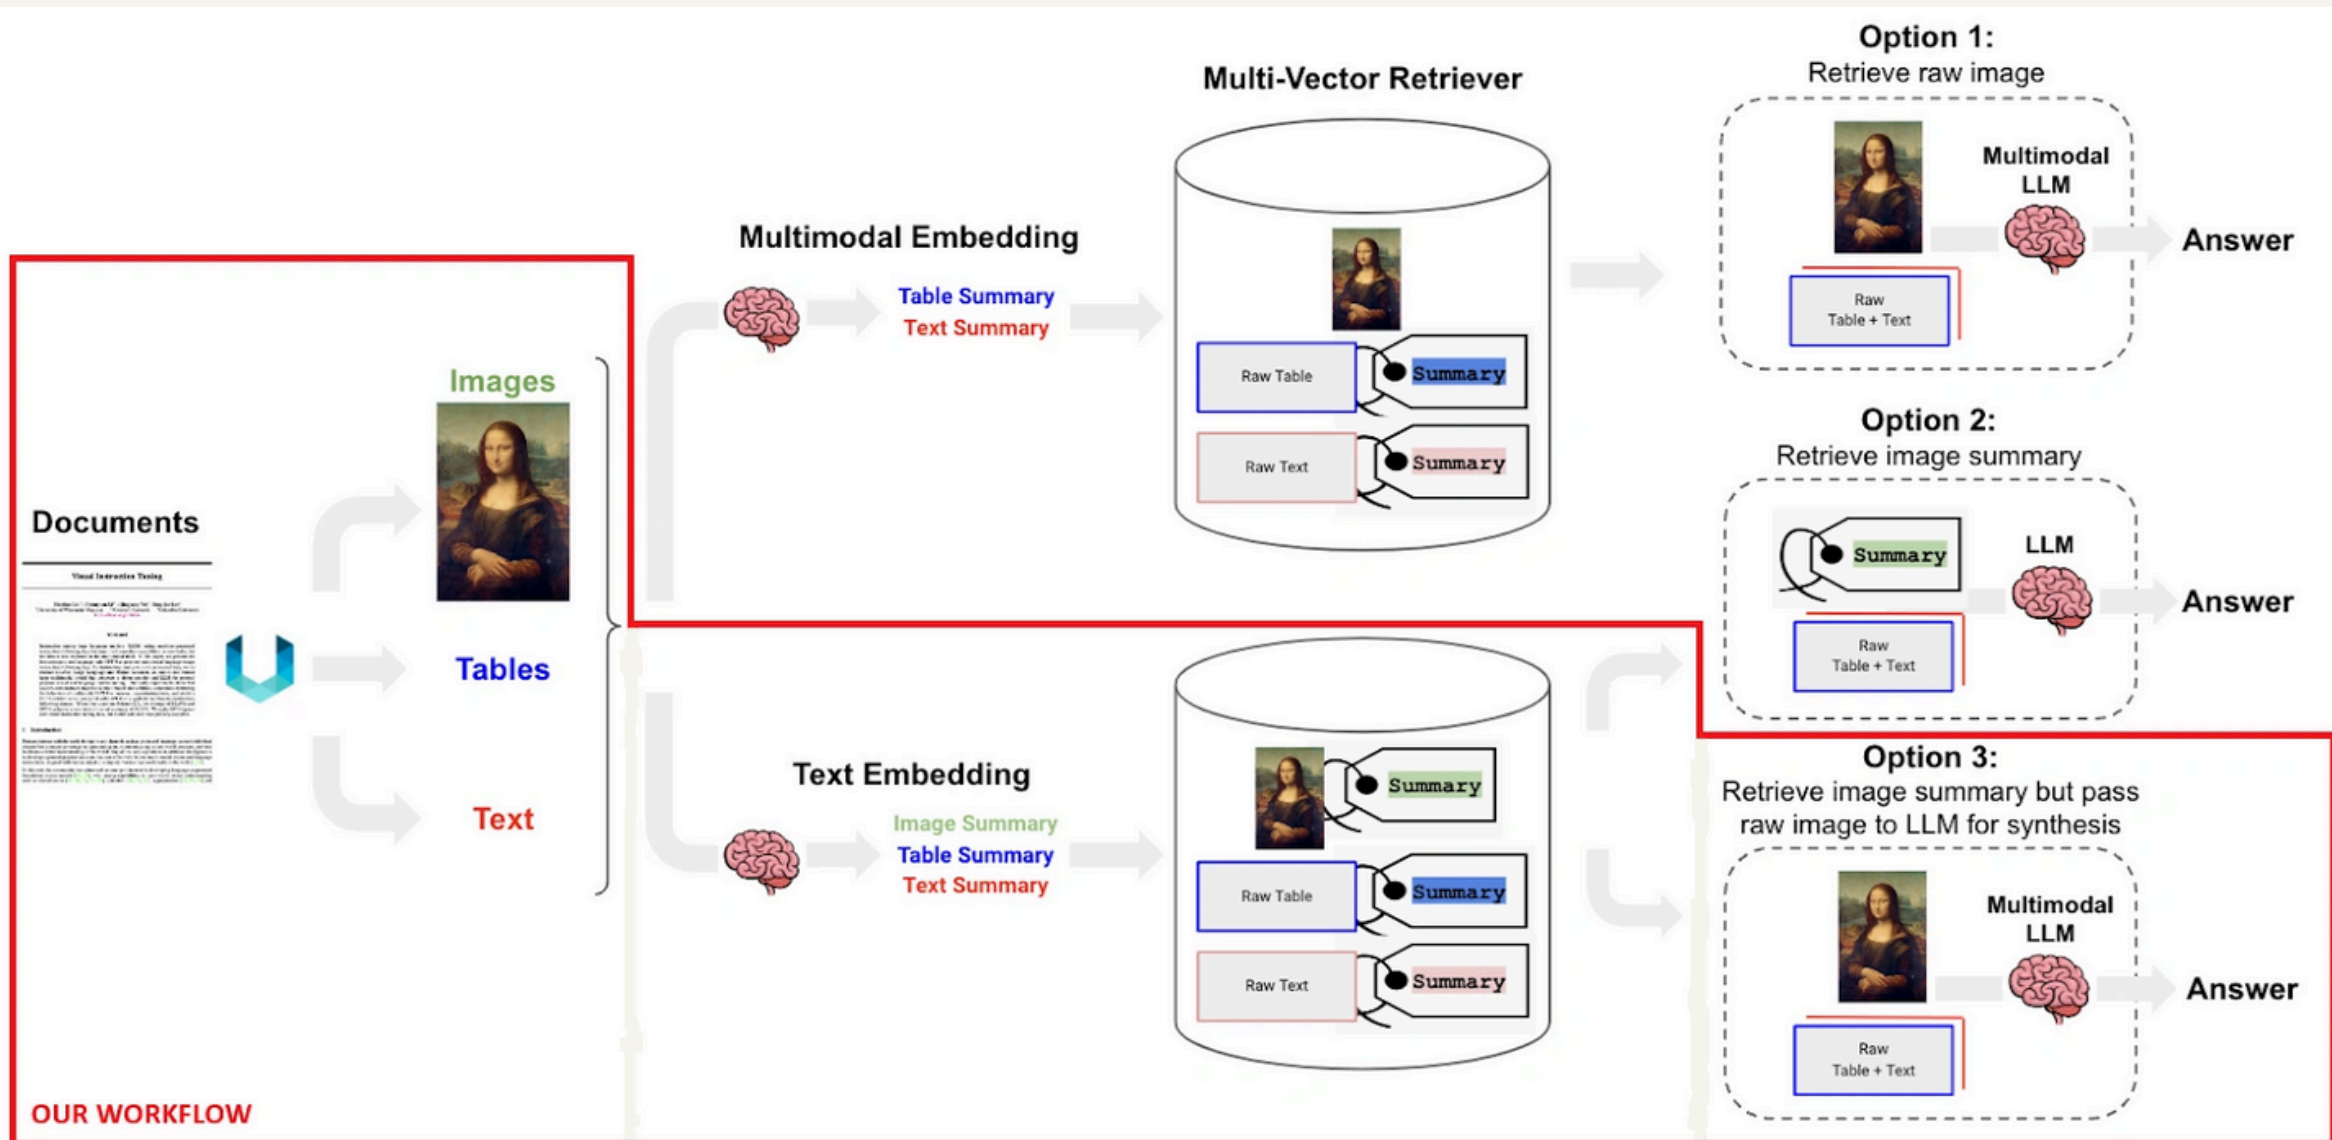 Option 1:
Retrieve raw image
Multi-Vector Retriever
Multimodal
LLM
Answer
Raw
Table + Text
Multimodal Embedding
Table Summary
Text Summary
Raw Table
Summary
Raw Text
Summary
Option 2:
Retrieve image summary
Summary
LLM
Answer
Raw
Table + Text
Documents
Visual Instruction Tuning
Images
Tables
Text
Text Embedding
Image Summary
Table Summary
Text Summary
Summary
Raw Table
Summary
Raw Text
Summary
Option 3:
Retrieve image summary but pass
raw image to LLM for synthesis
Multimodal
LLM
Answer
Raw
Table + Text
OUR WORKFLOW